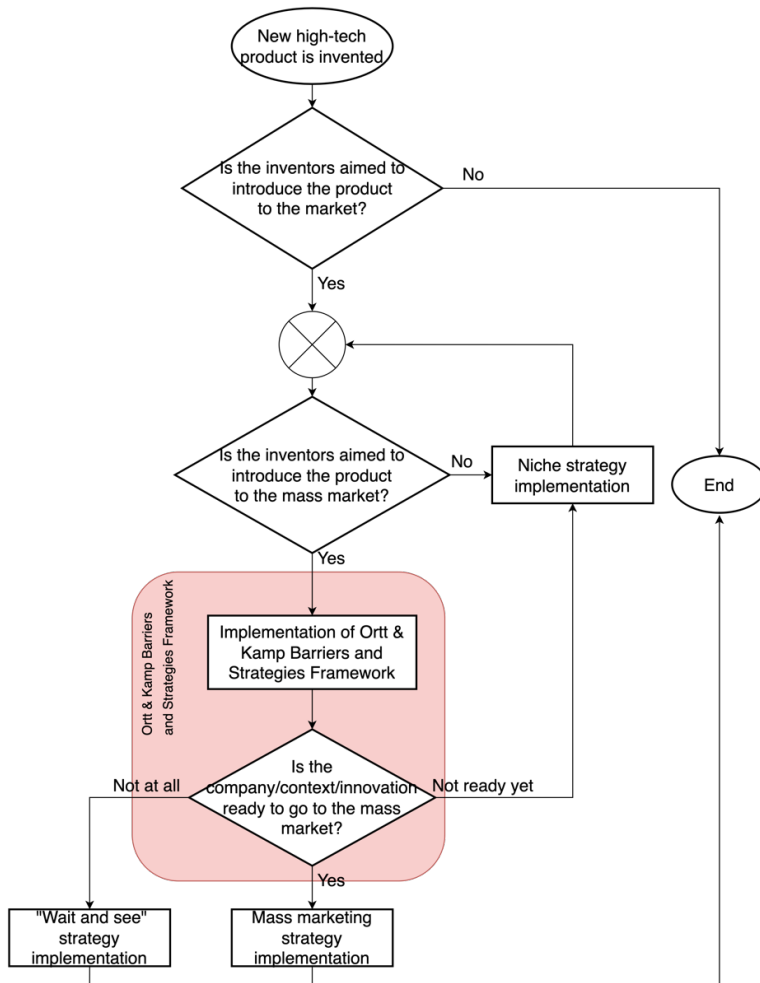 New high-tech
product is invented
Is the inventors aimed to
introduce the product
to the market?
No
Yes
Is the inventors aimed to
introduce the product
to the mass market?
No
Niche strategy
implementation
End
Yes
Ortt & Kamp Barriers
and Strategies Framework
Implementation of Ortt &
Kamp Barriers and
Strategies Framework
Is the
company/context/innovation
ready to go to the mass
market?
Not at all
Not ready yet
Yes
"Wait and see"
strategy
implementation
Mass marketing
strategy
implementation